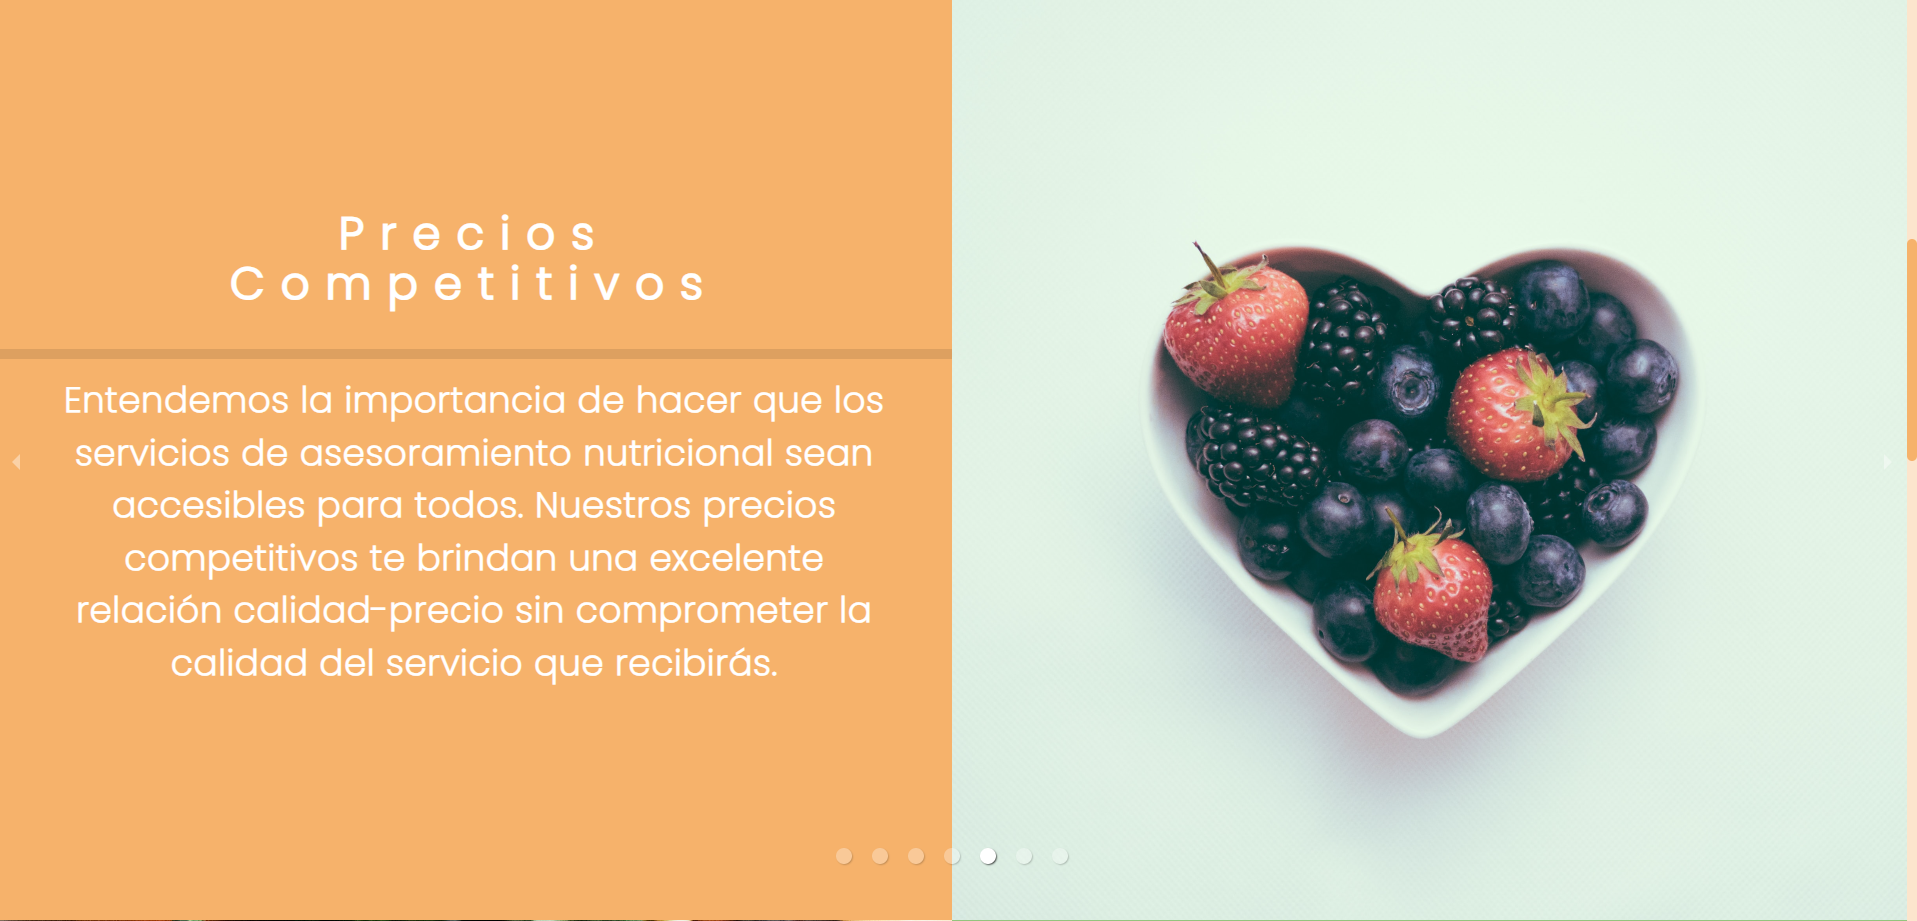 Precios
Competitivos
Entendemos la importancia de hacer que los
servicios de asesoramiento nutricional sean
accesibles para todos. Nuestros precios
competitivos te brindan una excelente
relación calidad-precio sin comprometer la
calidad del servicio que recibirás.